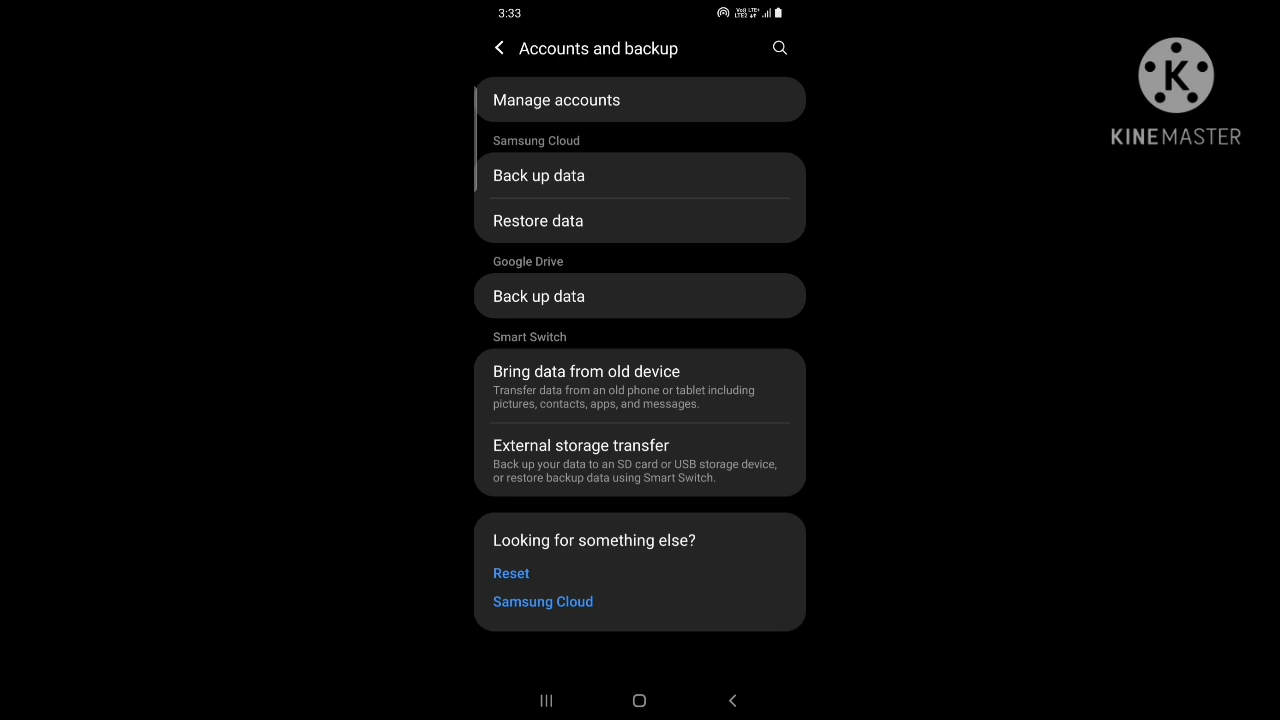 3:33
Accounts and backup
Manage accounts
Samsung Cloud
Back up data
Restore data
Google Drive
Back up data
Smart Switch
Bring data from old device
Transfer data from an old phone or tablet including
pictures, contacts, apps, and messages.
External storage transfer
Back up your data to an SD card or USB storage device,
or restore backup data using Smart Switch.
Looking for something else?
Reset
Samsung Cloud
K
KINEMASTER